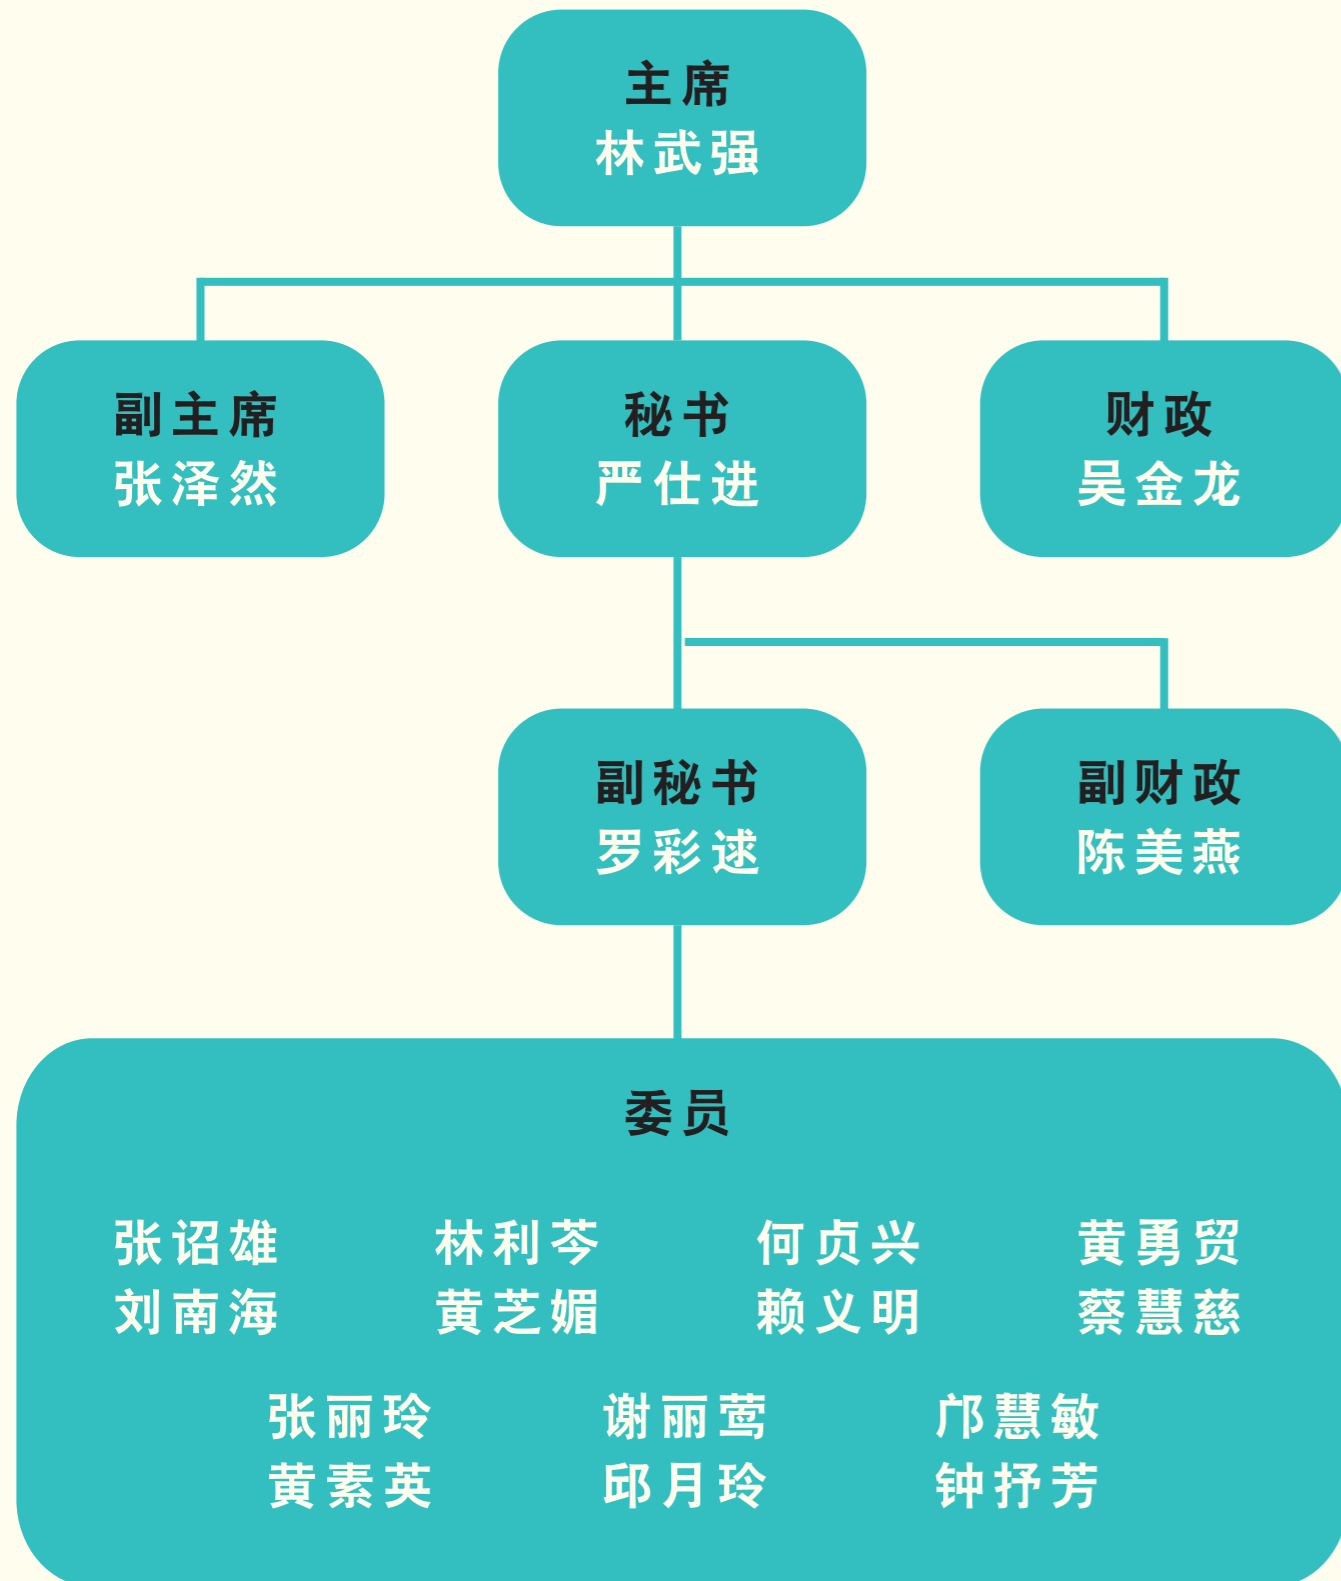 主席
林武强
副主席
张泽然
秘书
严仕进
财政
吴金龙
副秘书
罗彩逑
副财政
陈美燕
委员
张诏雄 林利芩 何贞兴 黄勇贸
刘南海 黄芝媚 赖义明 蔡慧慈
张丽玲 谢丽莺 邝慧敏
黄素英 邱月玲 钟抒芳